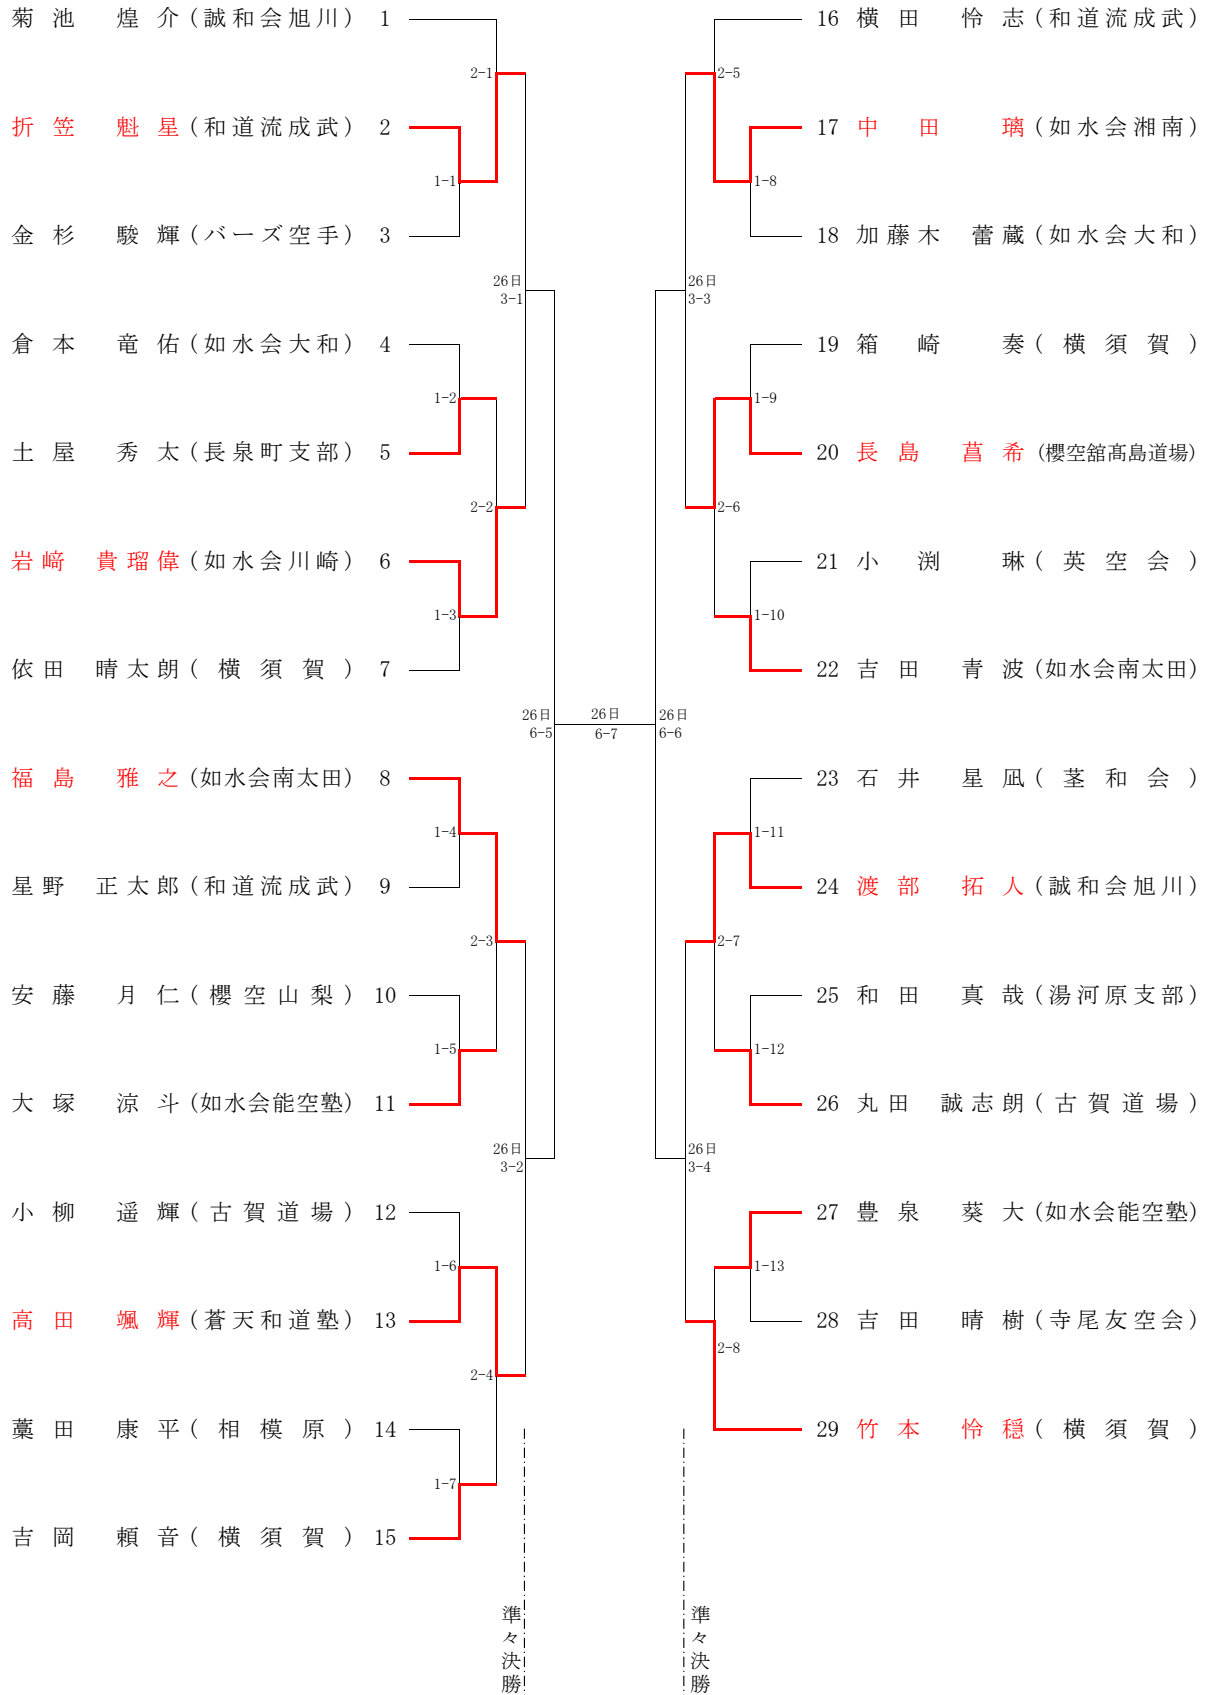 菊池 煌介 (誠和会旭川) 1
2-1
折笠 魁星 (和道流成武) 2
1-1
金杉 駿輝 (バーズ空手) 3
26日
3-1
倉本 竜佑 (如水会大和) 4
1-2
土屋 秀太 (長泉町支部) 5
2-2
岩﨑 貴瑠偉 (如水会川崎) 6
1-3
依田 晴太朗 (横須賀) 7
26日
6-5
福島 雅之 (如水会南太田) 8
1-4
星野 正太郎 (和道流成武) 9
2-3
安藤 月仁 (櫻空山梨) 10
1-5
大塚 涼斗 (如水会能空塾) 11
26日
3-2
小柳 遥輝 (古賀道場) 12
1-6
高田 颯輝 (蒼天和道塾) 13
2-4
藁田 康平 (相模原) 14
1-7
吉岡 頼音 (横須賀) 15
準々決勝
26日
6-7
16 横田 怜志 (和道流成武)
2-5
17 中田 璃 (如水会湘南)
1-8
18 加藤木 蕾蔵 (如水会大和)
26日
3-3
19 箱崎 奏 (横須賀)
1-9
20 長島 菖希 (櫻空舘髙島道場)
2-6
21 小渕 琳 (英空会)
1-10
22 吉田 青波 (如水会南太田)
26日
6-6
23 石井 星凪 (茎和会)
1-11
24 渡部 拓人 (誠和会旭川)
2-7
25 和田 真哉 (湯河原支部)
1-12
26 丸田 誠志朗 (古賀道場)
26日
3-4
27 豊泉 葵大 (如水会能空塾)
1-13
28 吉田 晴樹 (寺尾友空会)
2-8
29 竹本 怜穏 (横須賀)
準々決勝